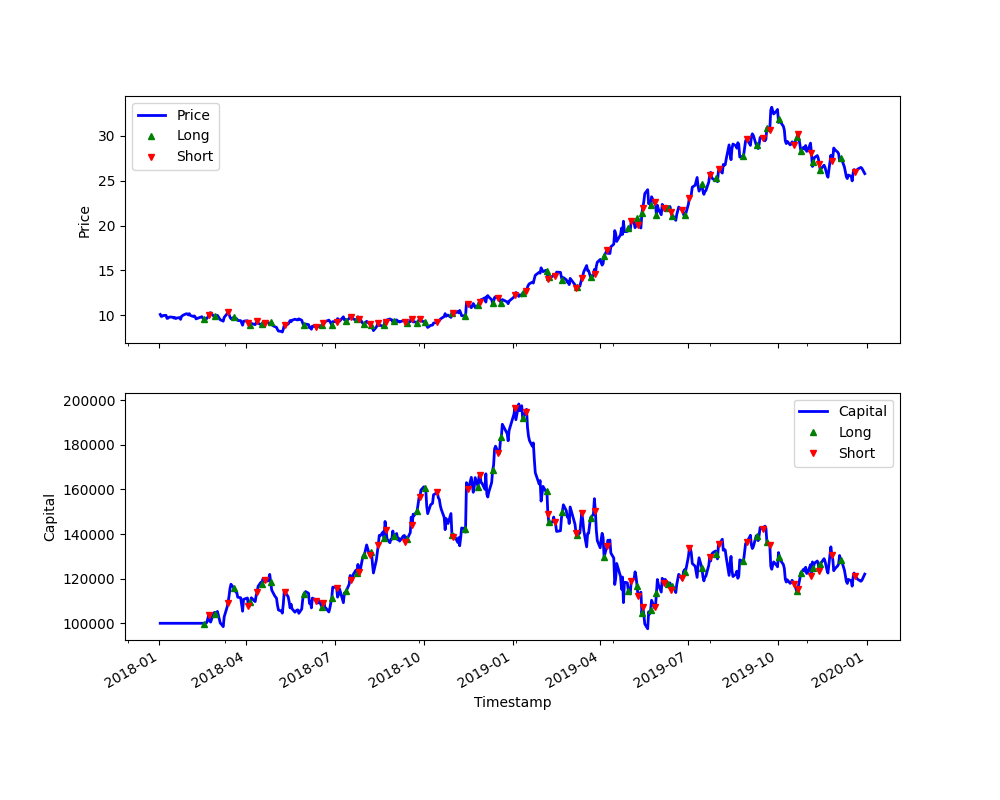 Price
Long
Short
30
25
20
15
10
Price
200000
180000
160000
140000
120000
100000
Capital
Capital
Long
Short
2018-01
2018-04
2018-07
2018-10
2019-01
2019-04
2019-07
2019-10
2020-01
Timestamp